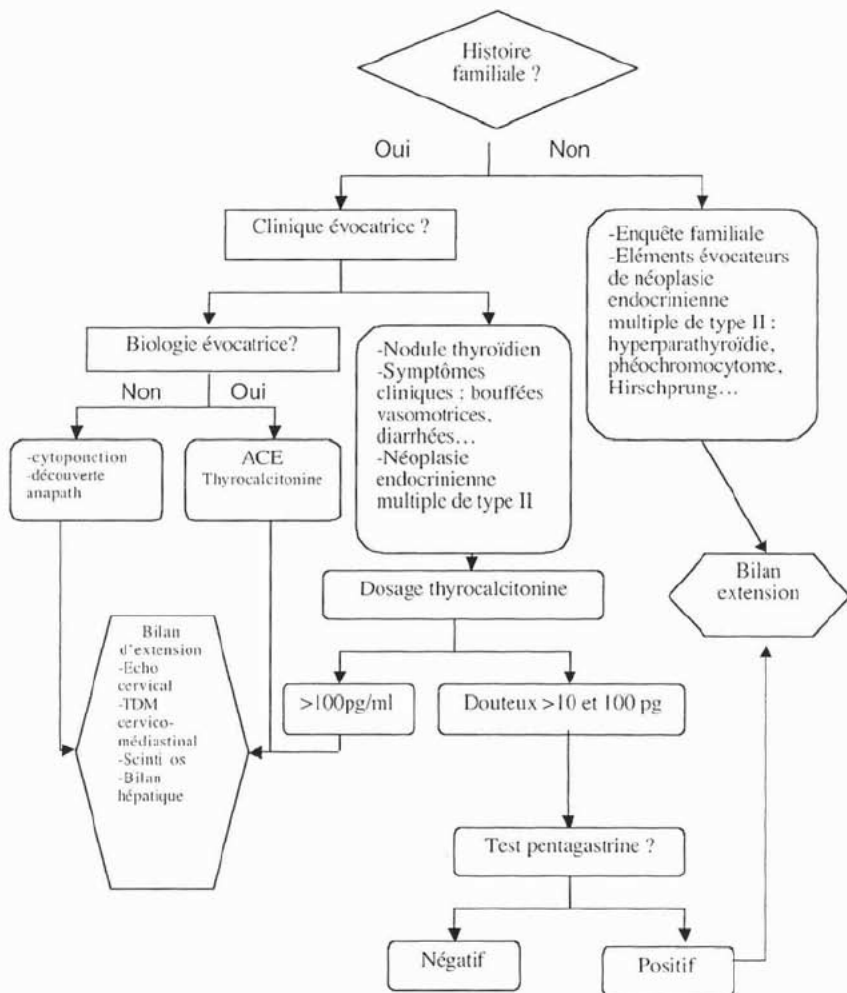 Histoire
familiale ?
Oui
Non
Clinique évocatrice ?
-Enquête familiale
-Eléments évocateurs
de néoplasie
endocrinienne
multiple de type II :
hyperparathyroïdie,
phéochromocytome,
Hirschprung...
Biologie évocatrice?
-Nodule thyroïdien
-Symptômes
cliniques : bouffées
vasomotrices,
diarrhées...
-Néoplasie
endocrinienne
multiple de type II
Non
Oui
-cytoponction
-découverte
anapath
ACE
Thyrocalcitonine
Dosage thyrocalcitonine
Bilan
extension
Bilan
d'extension
-Echo
cervical
-TDM
cervico-
médiastinal
-Scinti os
-Bilan
hépatique
>100pg/ml
Douteux >10 et 100 pg
Test pentagastrine ?
Négatif
Positif